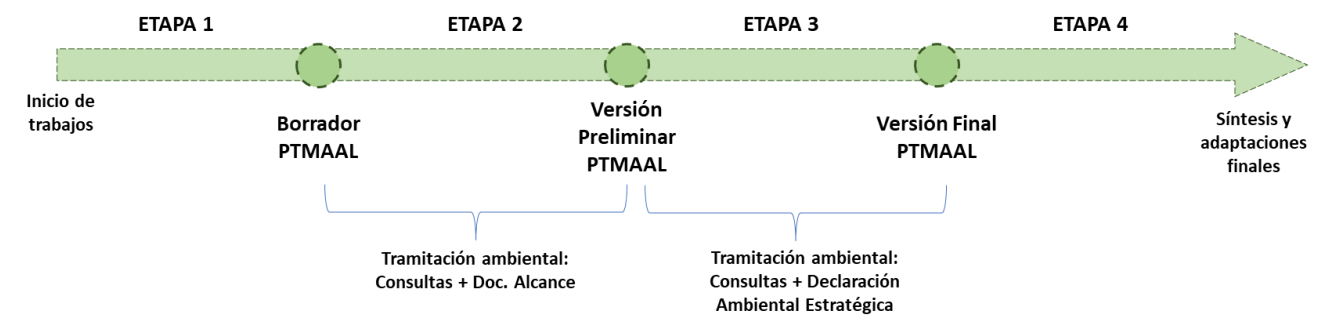 ETAPA 1
ETAPA 2
ETAPA 3
ETAPA 4
Inicio de
trabajos
Borrador
PTMAAL
Versión
Preliminar
PTMAAL
Versión Final
PTMAAL
Síntesis y
adaptaciones
finales
Tramitación ambiental:
Consultas + Doc. Alcance
Tramitación ambiental:
Consultas + Declaración
Ambiental Estratégica